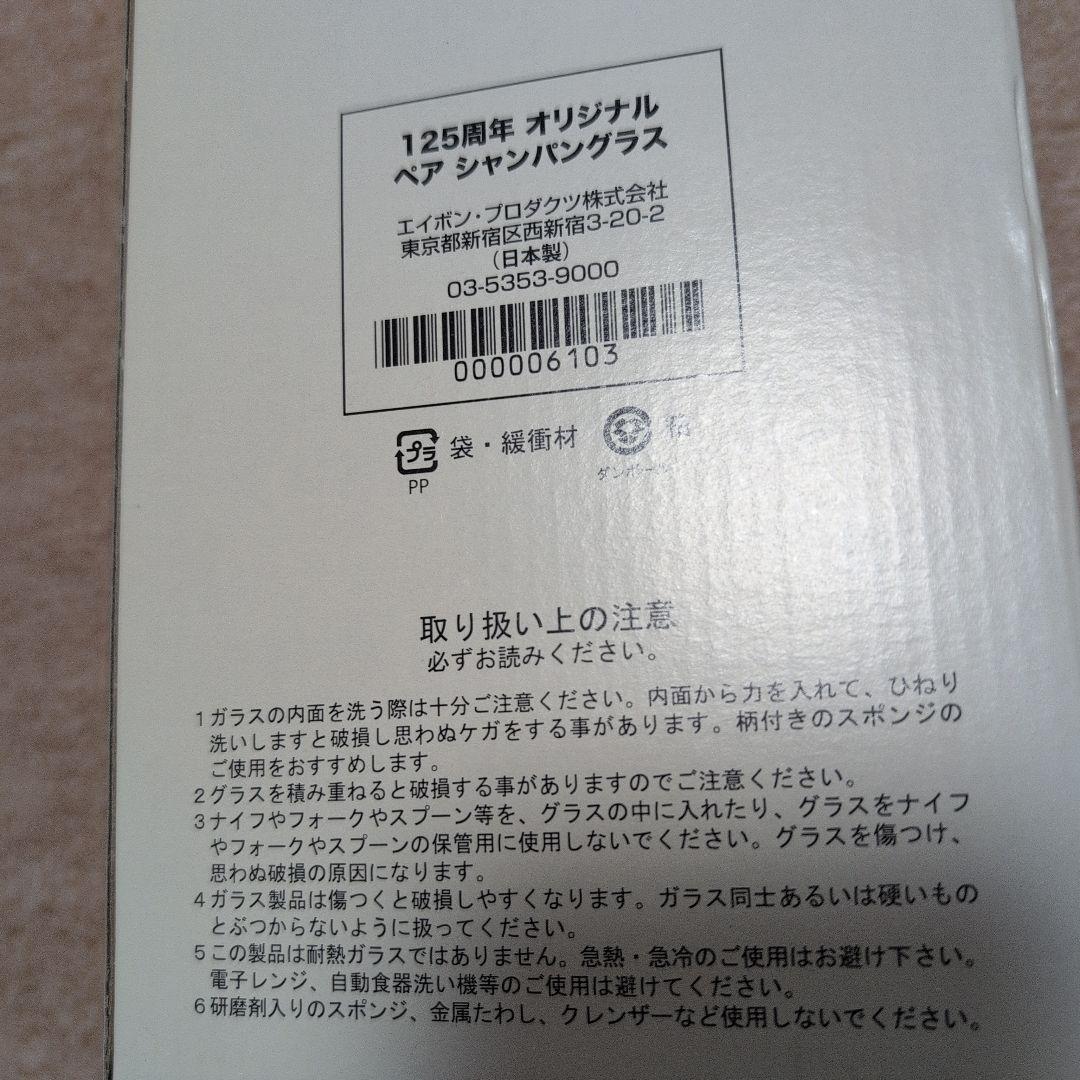 125周年 オリジナル
ペア シャンパングラス
エイボン・プロダクツ株式会社
東京都新宿区西新宿3-20-2
(日本製)
03-5353-9000
000006103
プラ 袋・緩衝材
PP
箱
ダンボール
取り扱い上の注意
必ずお読みください。
1 ガラスの内面を洗う際は十分ご注意ください。内面から力を入れて、ひねり
洗いしますと破損し思わぬケガをする事があります。柄付きのスポンジの
ご使用をおすすめします。
2 グラスを積み重ねると破損する事がありますのでご注意ください。
3 ナイフやフォークやスプーン等を、グラスの中に入れたり、グラスをナイフ
やフォークやスプーンの保管用に使用しないでください。グラスを傷つけ、
思わぬ破損の原因になります。
4 ガラス製品は傷つくと破損しやすくなります。ガラス同士あるいは硬いもの
とぶつからないように扱ってください。
5 この製品は耐熱ガラスではありません。急熱・急冷のご使用はお避け下さい。
電子レンジ、自動食器洗い機等のご使用は避けてください。
6 研磨剤入りのスポンジ、金属たわし、クレンザーなど使用しないでください。